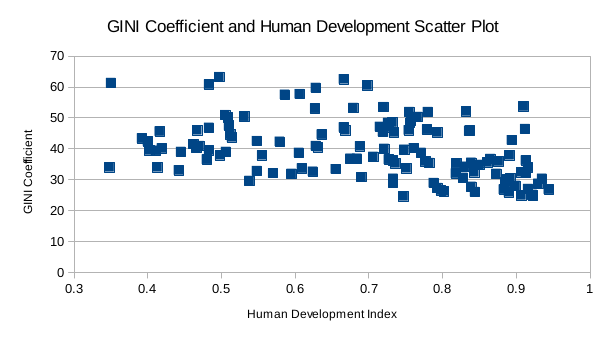 GINI Coefficient and Human Development Scatter Plot
70
60
50
40
30
20
10
0
GINI Coefficient
0.3 0.4 0.5 0.6 0.7 0.8 0.9 1
Human Development Index